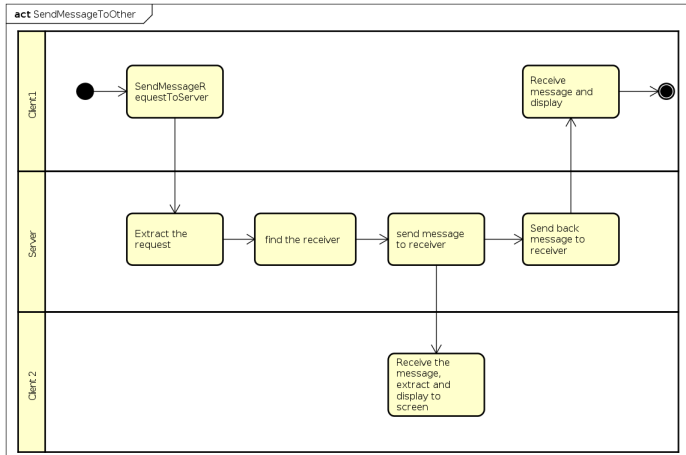 act SendMessageToOther
Client1
SendMessageR
equestToServer
Receive
message and
display
Server
Extract the
request
find the receiver
send message
to receiver
Send back
message to
receiver
Client 2
Receive the
message,
extract and
display to
screen